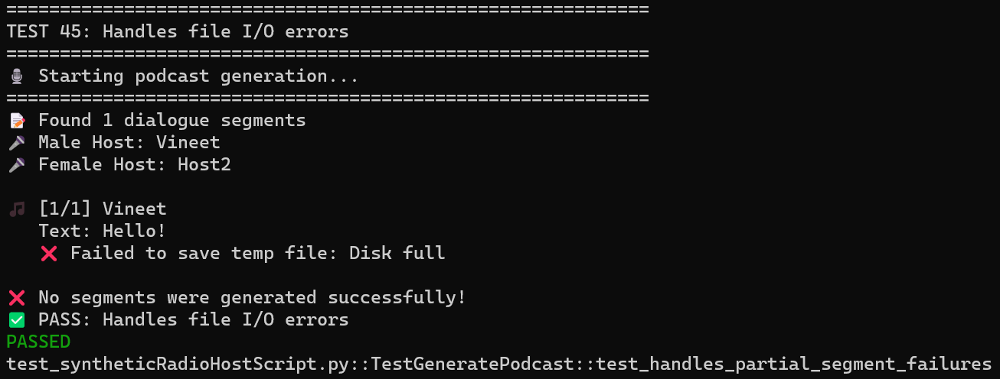 ============================================================
TEST 45: Handles file I/O errors
============================================================
🎙 Starting podcast generation...
============================================================
📝 Found 1 dialogue segments
🎤 Male Host: Vineet
🎤 Female Host: Host2
🎵 [1/1] Vineet
Text: Hello!
❌ Failed to save temp file: Disk full
❌ No segments were generated successfully!
✅ PASS: Handles file I/O errors
PASSED
test_syntheticRadioHostScript.py::TestGeneratePodcast::test_handles_partial_segment_failures